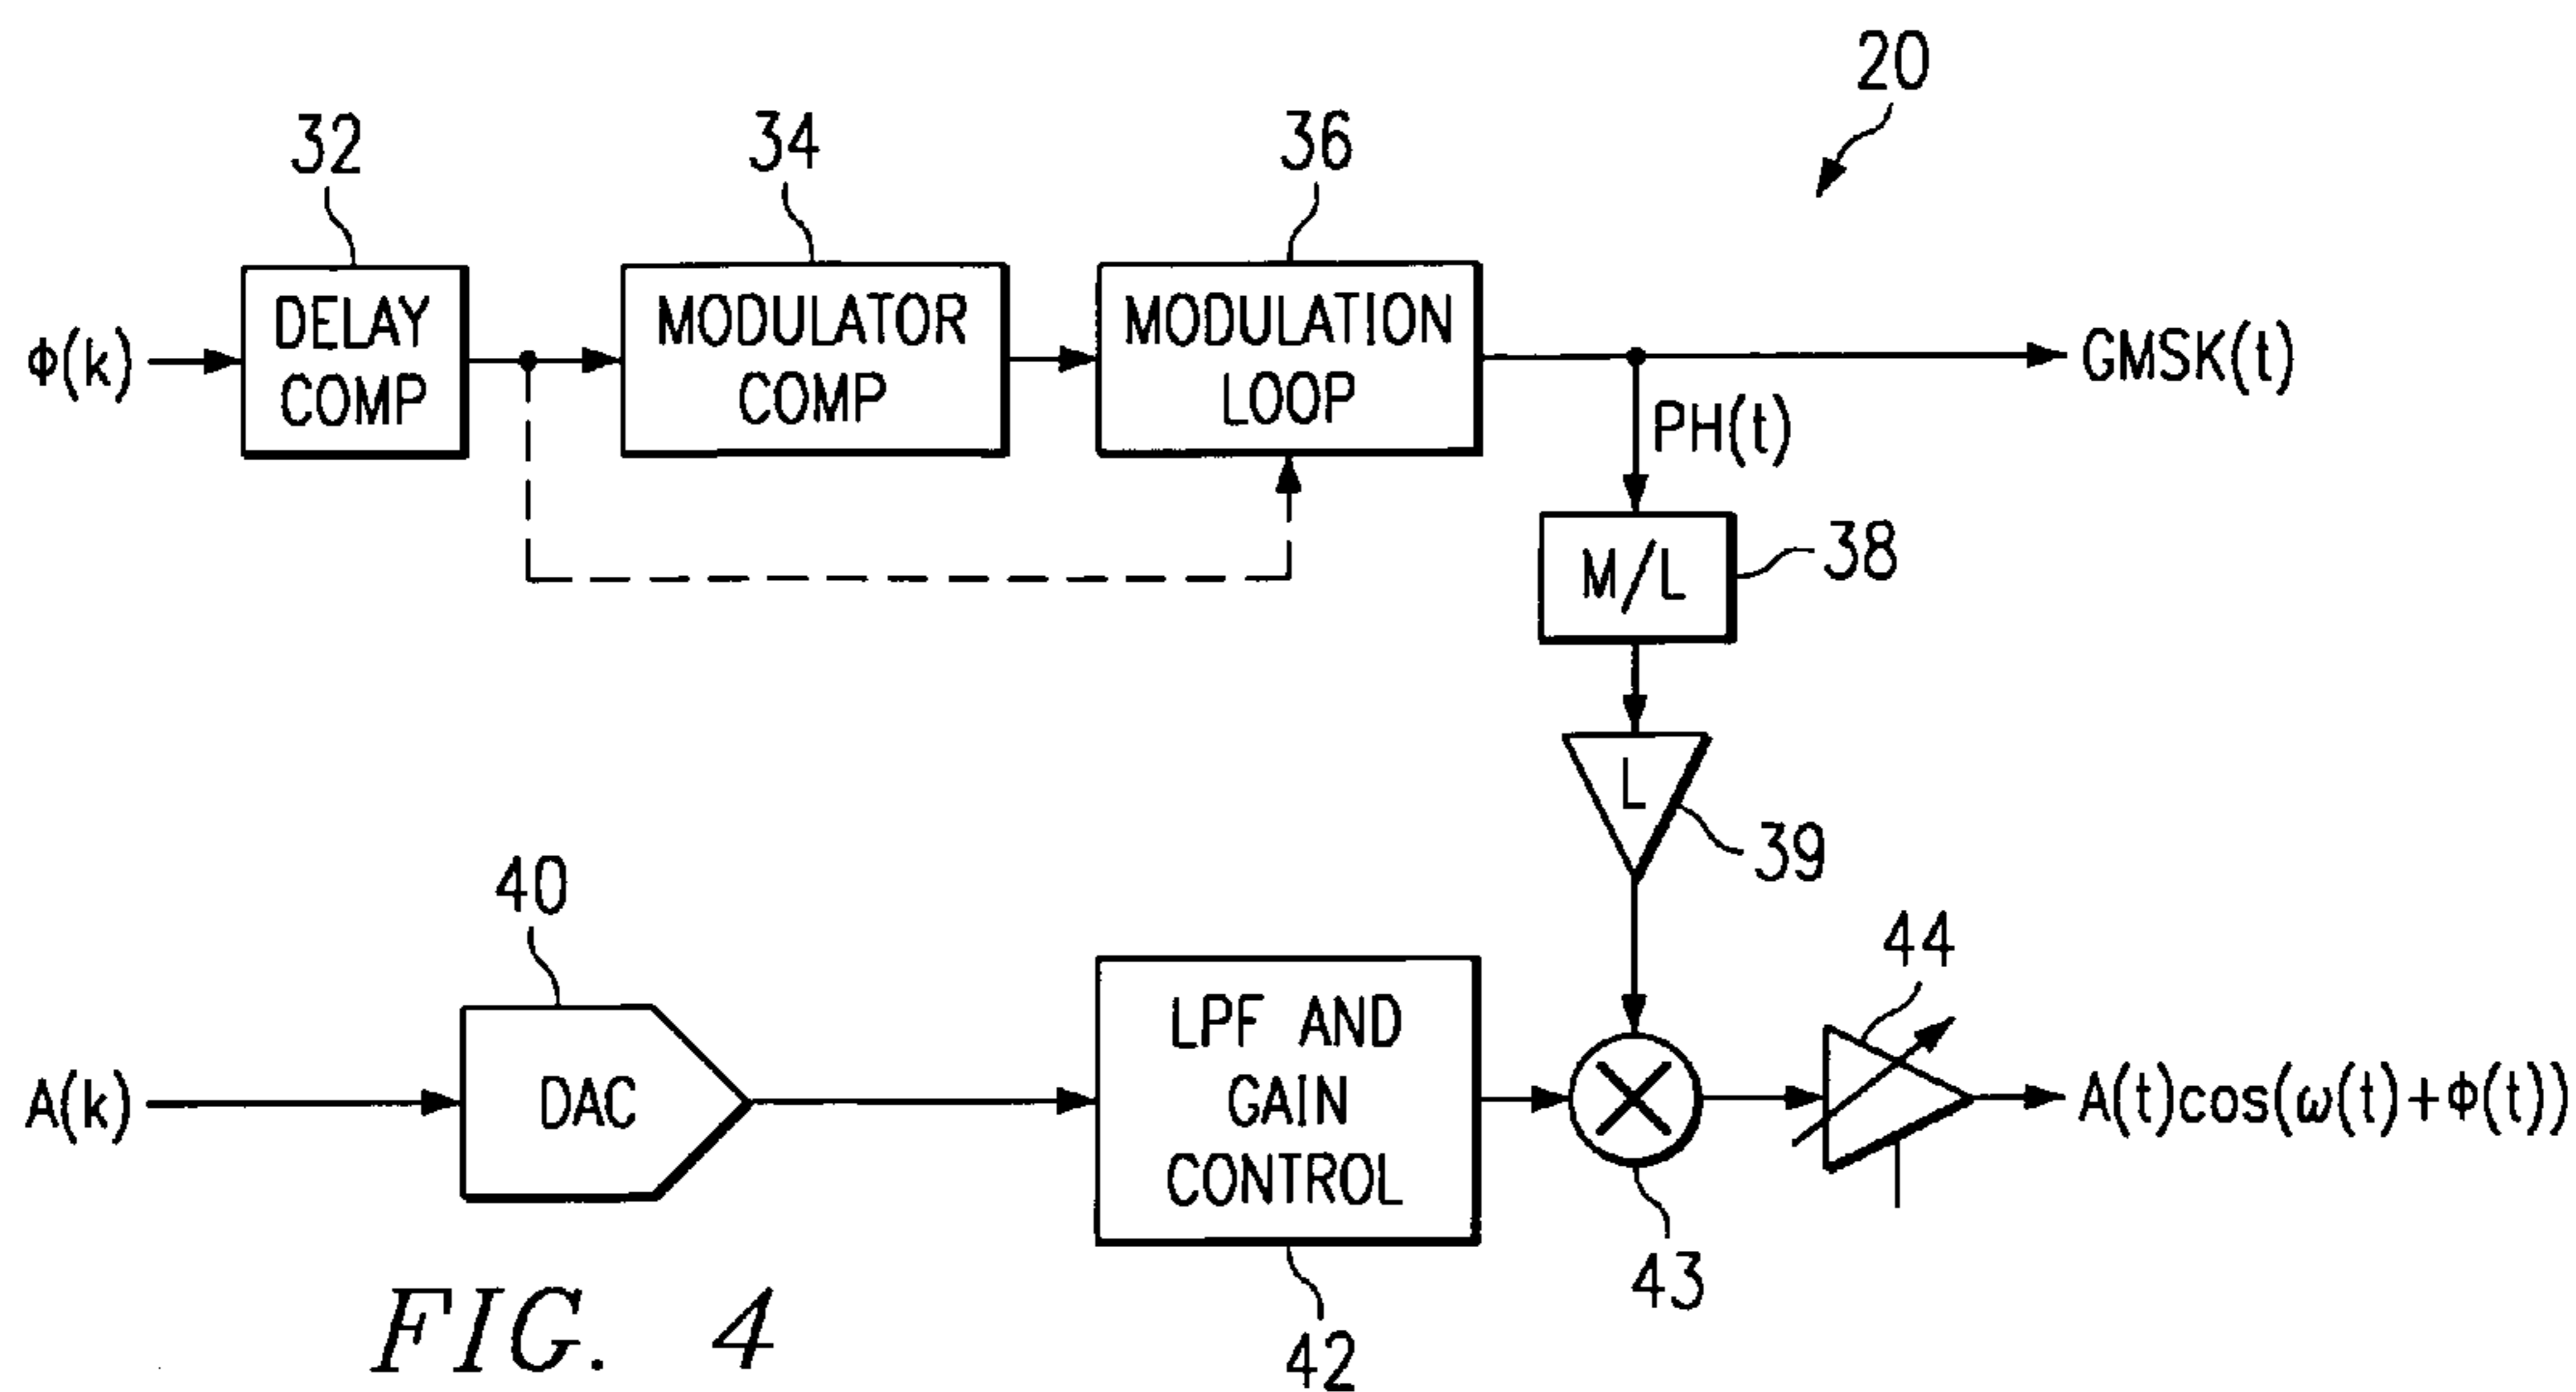 20
32
34
36
Φ(k)
DELAY
COMP
MODULATOR
COMP
MODULATION
LOOP
GMSK(t)
PH(t)
M/L
38
L
39
40
44
A(k)
DAC
LPF AND
GAIN
CONTROL
A(t)cos(ω(t)+Φ(t))
43
42
FIG. 4